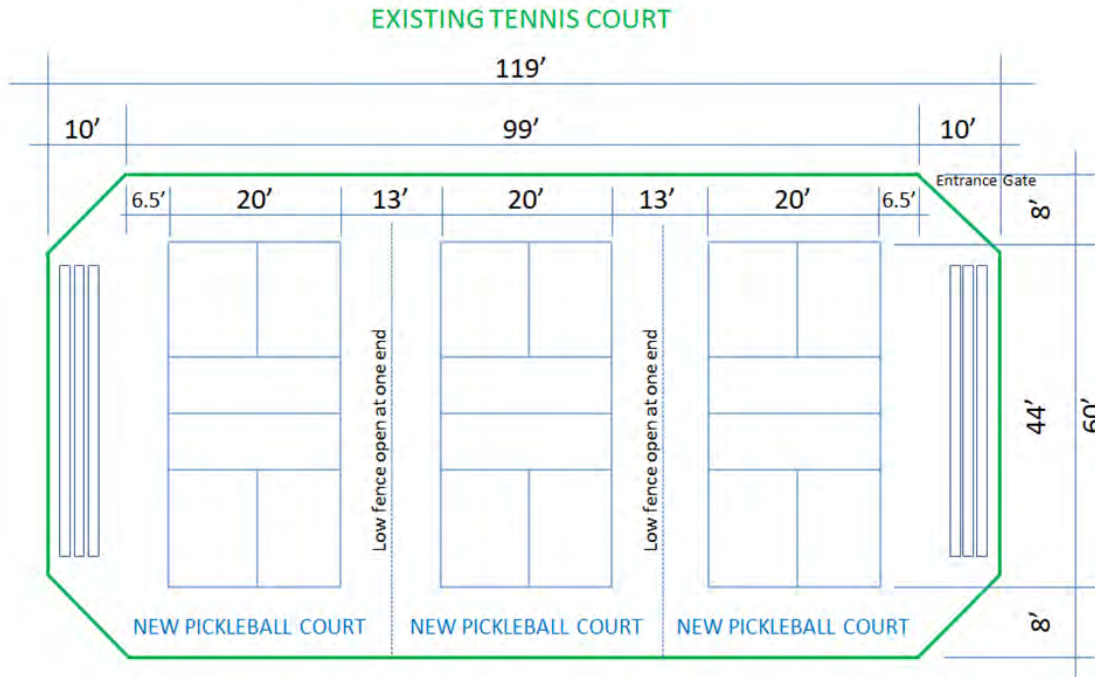 EXISTING TENNIS COURT
119’
10’
99’
10’
Entrance Gate
6.5’
20’
13’
20’
13’
20’
6.5’
8’
Low fence open at one end
Low fence open at one end
44’
60’
NEW PICKLEBALL COURT
NEW PICKLEBALL COURT
NEW PICKLEBALL COURT
8’